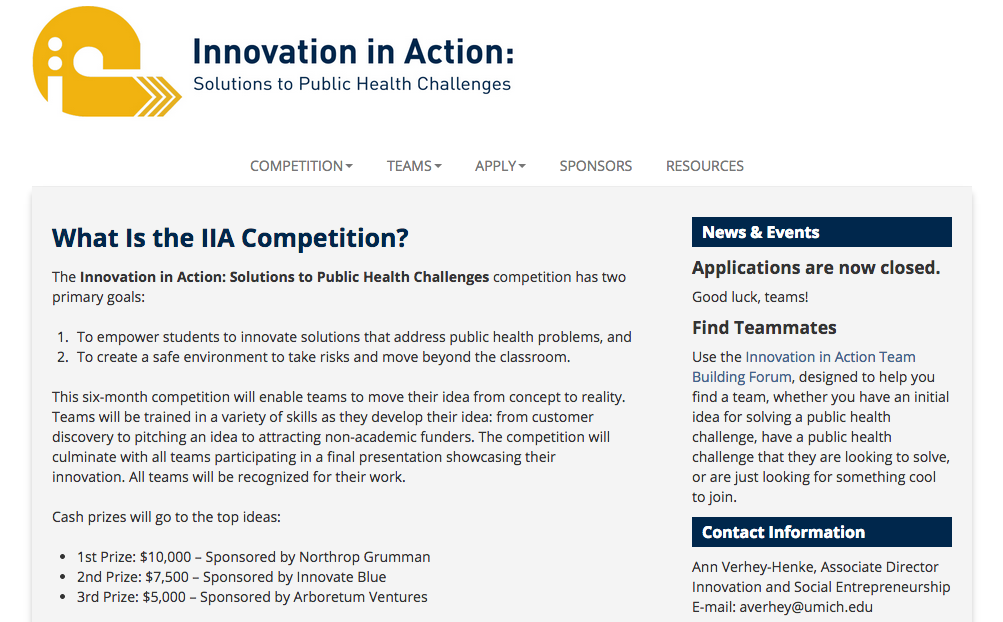 Innovation in Action:
Solutions to Public Health Challenges
COMPETITION TEAMS APPLY SPONSORS RESOURCES
What Is the IIA Competition?
The Innovation in Action: Solutions to Public Health Challenges competition has two
primary goals:
1. To empower students to innovate solutions that address public health problems, and
2. To create a safe environment to take risks and move beyond the classroom.
This six-month competition will enable teams to move their idea from concept to reality.
Teams will be trained in a variety of skills as they develop their idea: from customer
discovery to pitching an idea to attracting non-academic funders. The competition will
culminate with all teams participating in a final presentation showcasing their
innovation. All teams will be recognized for their work.
Cash prizes will go to the top ideas:
• 1st Prize: $10,000 – Sponsored by Northrop Grumman
• 2nd Prize: $7,500 – Sponsored by Innovate Blue
• 3rd Prize: $5,000 – Sponsored by Arboretum Ventures
News & Events
Applications are now closed.
Good luck, teams!
Find Teammates
Use the Innovation in Action Team
Building Forum, designed to help you
find a team, whether you have an initial
idea for solving a public health
challenge, have a public health
challenge that they are looking to solve,
or are just looking for something cool
to join.
Contact Information
Ann Verhey-Henke, Associate Director
Innovation and Social Entrepreneurship
E-mail: averhey@umich.edu